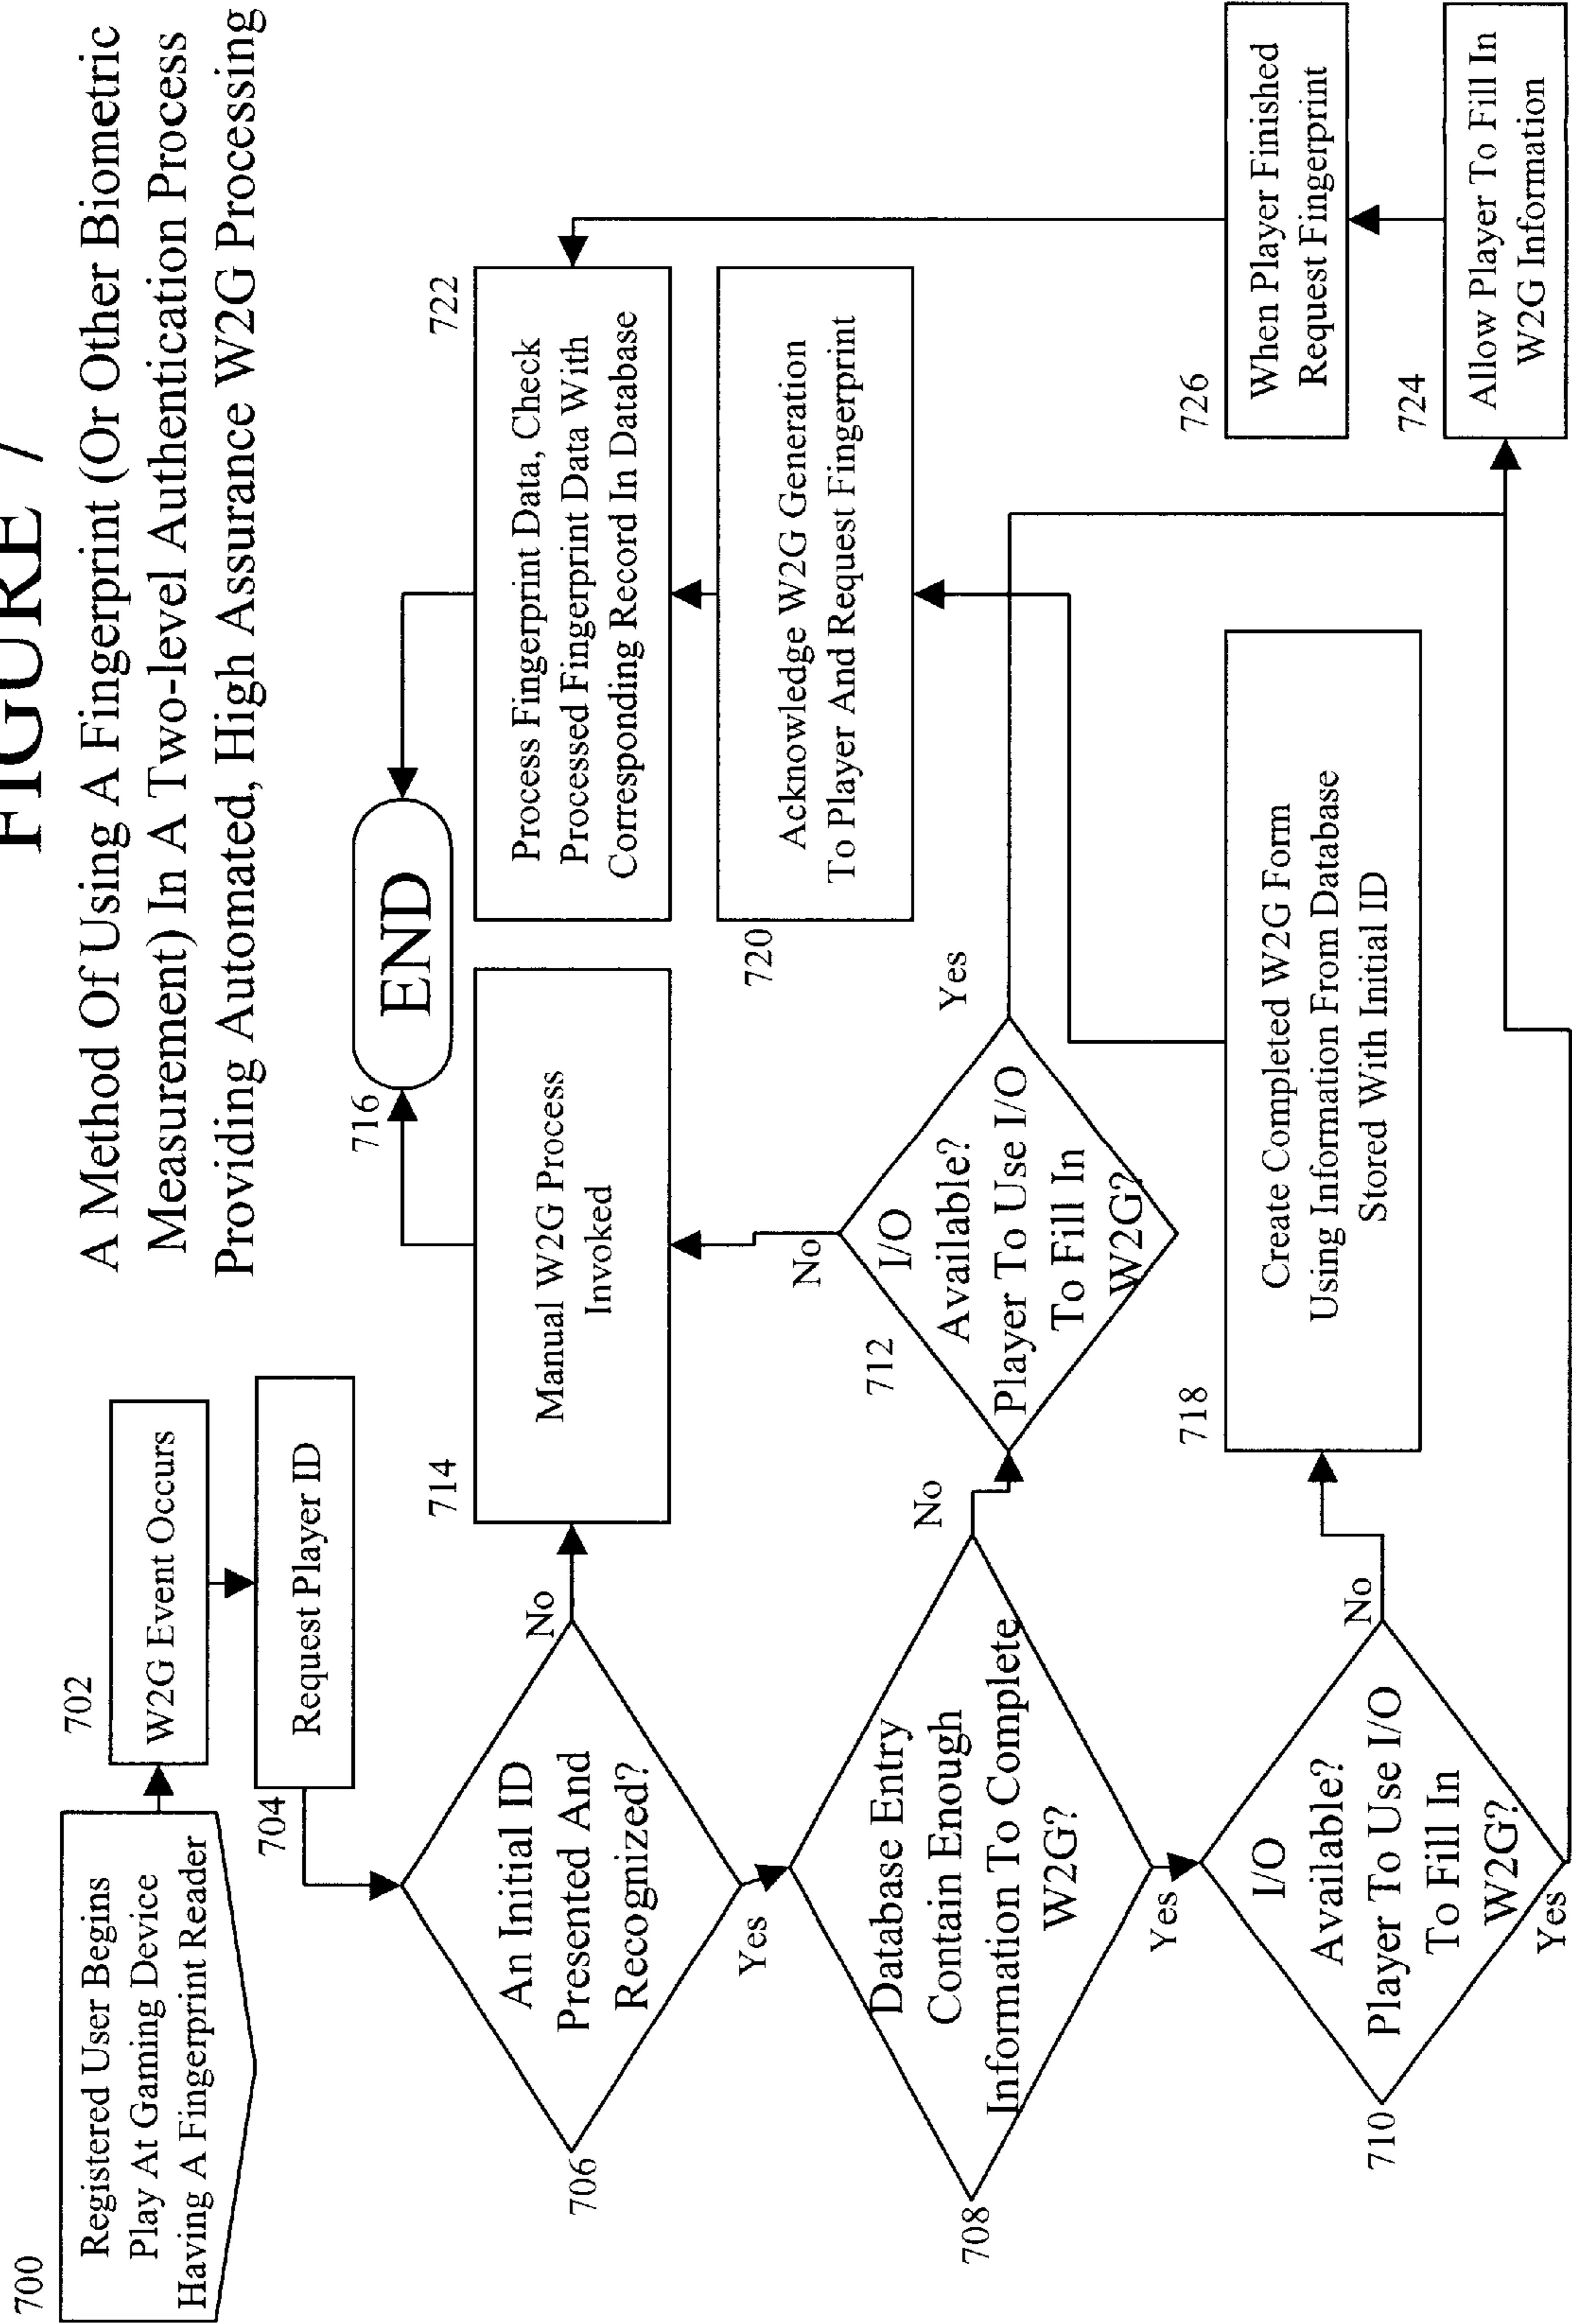 FIGURE 7
A Method Of Using A Fingerprint (Or Other Biometric
Measurement) In A Two-level Authentication Process
Providing Automated, High Assurance W2G Processing
700
Registered User Begins
Play At Gaming Device
Having A Fingerprint Reader
702
W2G Event Occurs
704
Request Player ID
706
An Initial ID
Presented And
Recognized?
No
Yes
714
Manual W2G Process
Invoked
716
END
708
Database Entry
Contain Enough
Information To Complete
W2G?
No
Yes
712
I/O
Available?
Player To Use I/O
To Fill In
W2G?
No
Yes
710
I/O
Available?
Player To Use I/O
To Fill In
W2G?
No
Yes
718
Create Completed W2G Form
Using Information From Database
Stored With Initial ID
720
Acknowledge W2G Generation
To Player And Request Fingerprint
722
Process Fingerprint Data, Check
Processed Fingerprint Data With
Corresponding Record In Database
724
Allow Player To Fill In
W2G Information
726
When Player Finished
Request Fingerprint